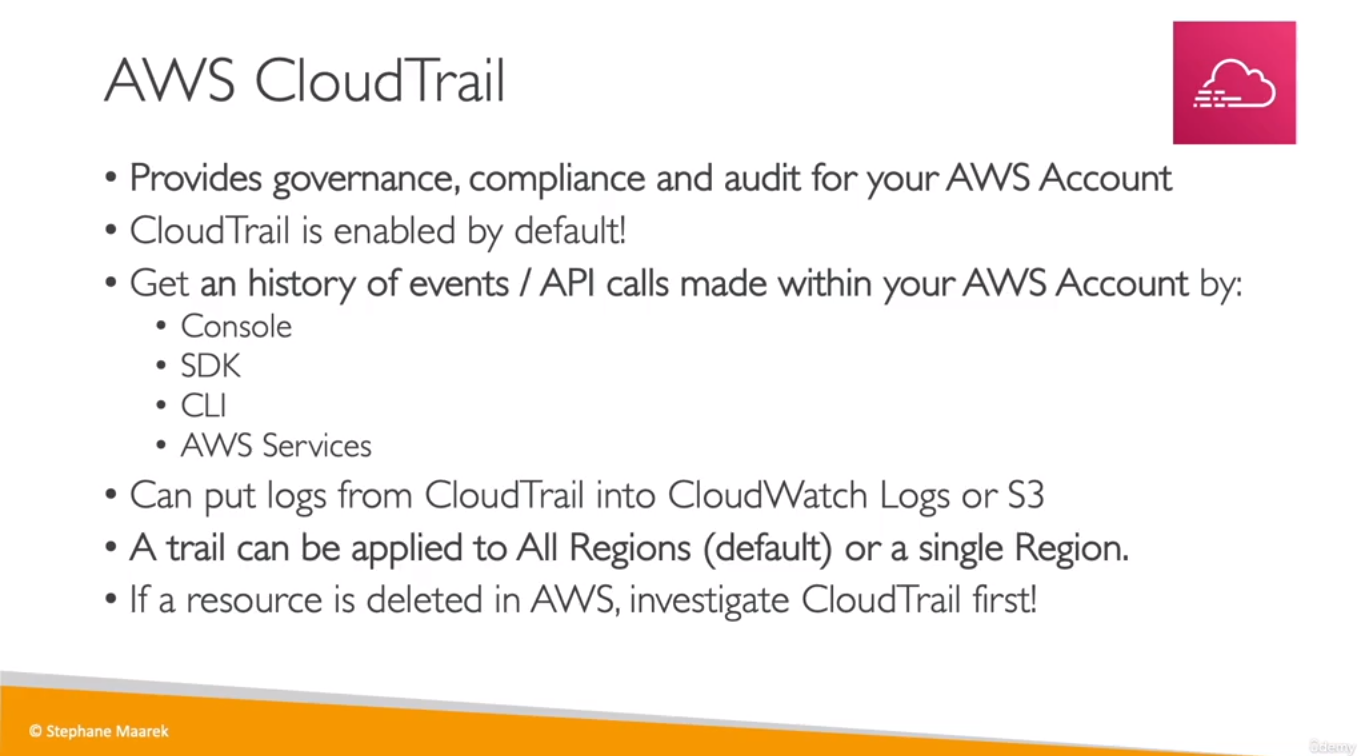 AWS CloudTrail
• Provides governance, compliance and audit for your AWS Account
• CloudTrail is enabled by default!
• Get an history of events / API calls made within your AWS Account by:
• Console
• SDK
• CLI
• AWS Services
• Can put logs from CloudTrail into CloudWatch Logs or S3
• A trail can be applied to All Regions (default) or a single Region.
• If a resource is deleted in AWS, investigate CloudTrail first!
© Stephane Maarek
ûdemy